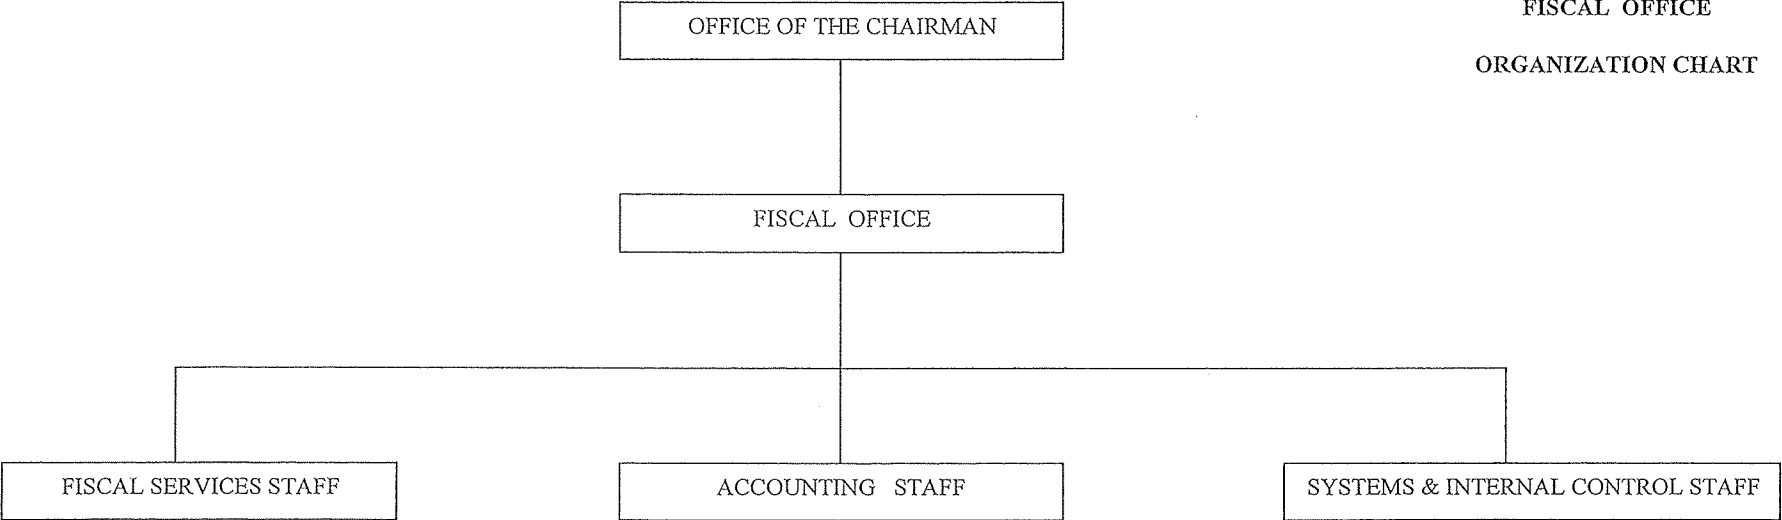 FISCAL OFFICE
ORGANIZATION CHART
OFFICE OF THE CHAIRMAN
FISCAL OFFICE
FISCAL SERVICES STAFF
ACCOUNTING STAFF
SYSTEMS & INTERNAL CONTROL STAFF